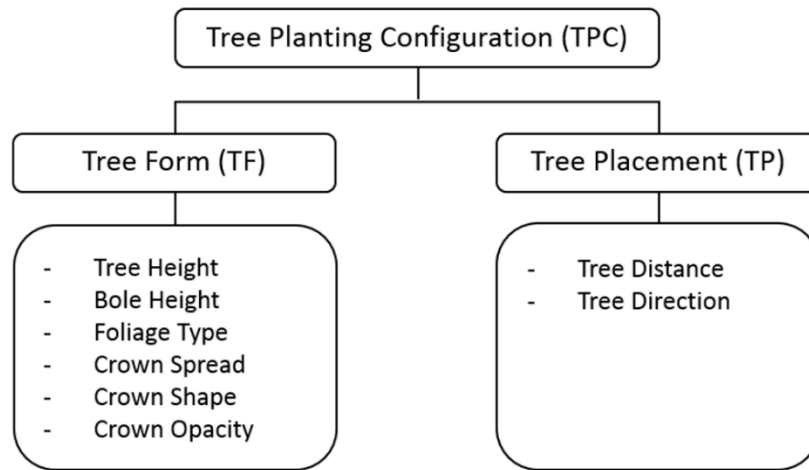 Tree Planting Configuration (TPC)
Tree Form (TF)
Tree Placement (TP)
- Tree Height
- Bole Height
- Foliage Type
- Crown Spread
- Crown Shape
- Crown Opacity
- Tree Distance
- Tree Direction